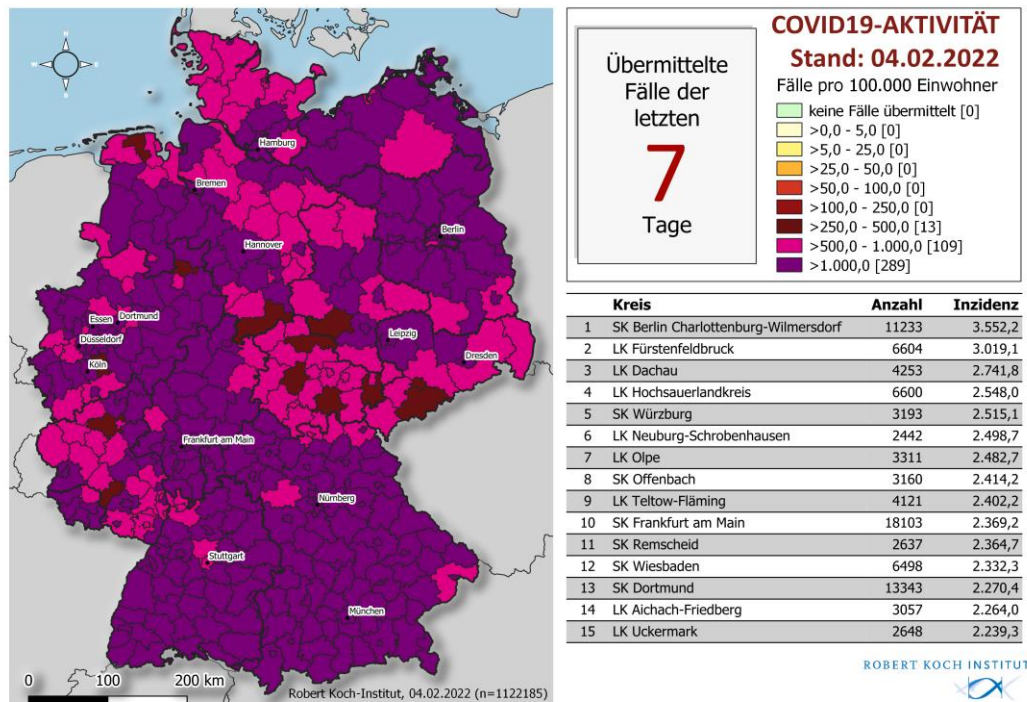 COVID19-AKTIVITÄT
Stand: 04.02.2022
Übermittelte
Fälle der
letzten
7
Tage
Fälle pro 100.000 Einwohner
keine Fälle übermittelt [0]
>0,0 - 5,0 [0]
>5,0 - 25,0 [0]
>25,0 - 50,0 [0]
>50,0 - 100,0 [0]
>100,0 - 250,0 [0]
>250,0 - 500,0 [13]
>500,0 - 1.000,0 [109]
>1.000,0 [289]
Hamburg
Bremen
Berlin
Hannover
Essen
Dortmund
Düsseldorf
Leipzig
Köln
Dresden
Frankfurt am Main
Nürnberg
Stuttgart
München
0 100 200 km
Robert Koch-Institut, 04.02.2022 (n=1122185)
Kreis Anzahl Inzidenz
1 SK Berlin Charlottenburg-Wilmersdorf 11233 3.552,2
2 LK Fürstenfeldbruck 6604 3.019,1
3 LK Dachau 4253 2.741,8
4 LK Hochsauerlandkreis 6600 2.548,0
5 SK Würzburg 3193 2.515,1
6 LK Neuburg-Schrobenhausen 2442 2.498,7
7 LK Olpe 3311 2.482,7
8 SK Offenbach 3160 2.414,2
9 LK Teltow-Fläming 4121 2.402,2
10 SK Frankfurt am Main 18103 2.369,2
11 SK Remscheid 2637 2.364,7
12 SK Wiesbaden 6498 2.332,3
13 SK Dortmund 13343 2.270,4
14 LK Aichach-Friedberg 3057 2.264,0
15 LK Uckermark 2648 2.239,3
ROBERT KOCH INSTITUT